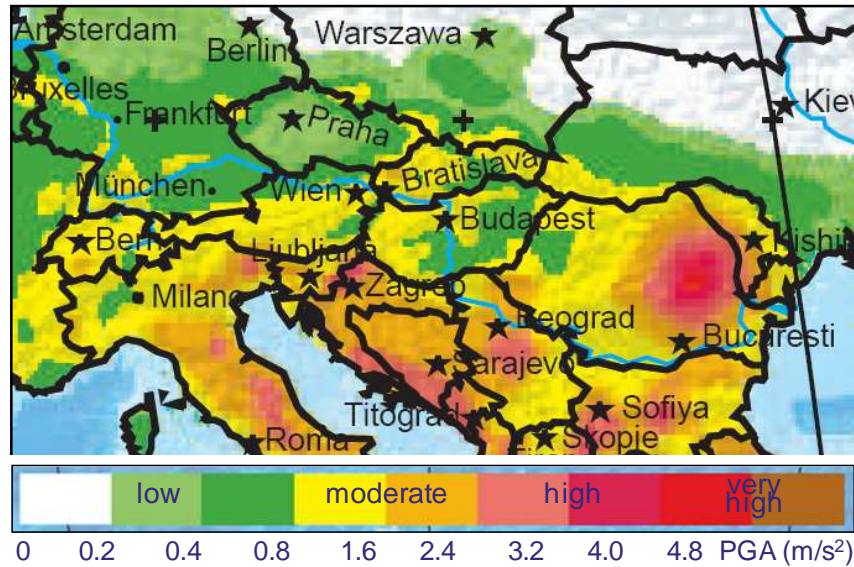 Amsterdam
Berlin
Warszawa
Bruxelles
Frankfurt
Praha
Kiew
München
Wien
Bratislava
Budapest
Bern
Ljubljana
Kishin
Milano
Zagreb
Beograd
Bucuresti
Sarajevo
Titograd
Sofiya
Roma
Skopje
low
moderate
high
very
high
0 0.2 0.4 0.8 1.6 2.4 3.2 4.0 4.8 PGA (m/s²)